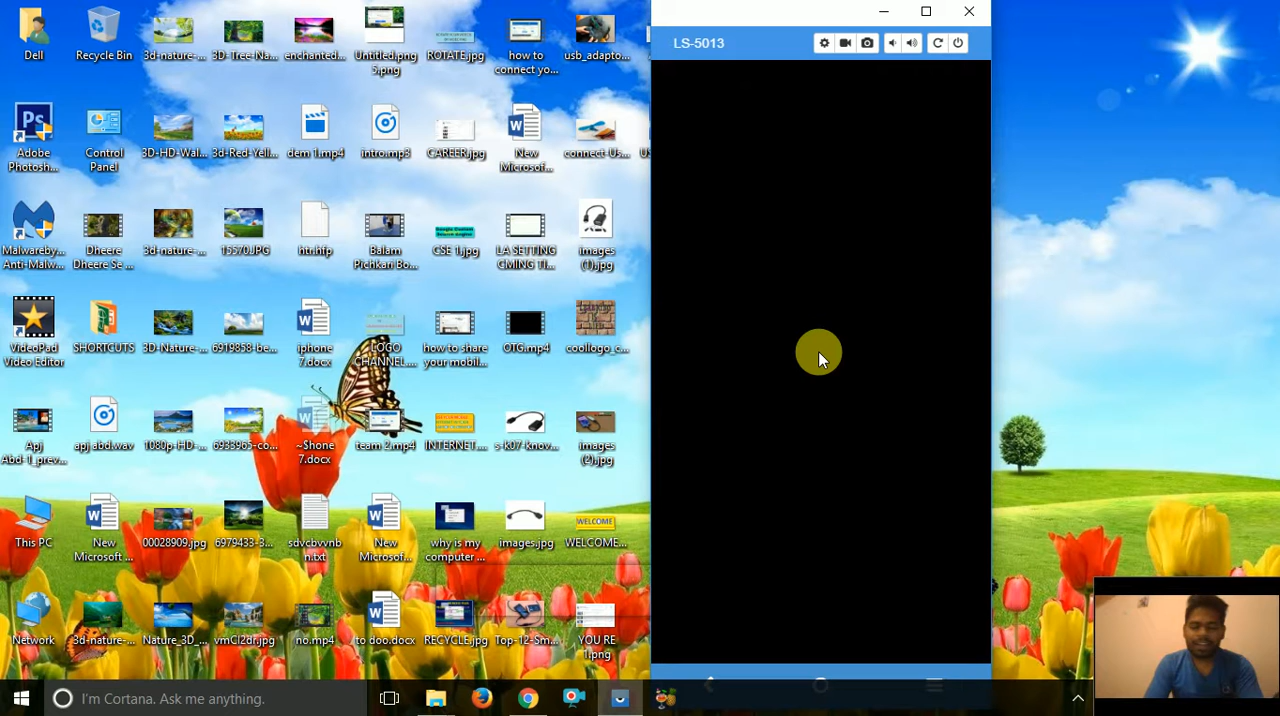 LS-5013
Dell
Recycle Bin
3d-nature-...
3D-Tree-Na...
enchanted...
Untitled.png
5.png
ROTATE.jpg
how to
connect yo...
usb_adapto...
Adobe
Photosh...
Control
Panel
3D-HD-Wal...
3d-Red-Yell...
dem 1.mp4
intro.mp3
CAREER.jpg
New
Microsof...
connect-Us...
Malwareby...
Anti-Malw...
Dheere
Dheere Se ...
3d-nature-...
15570JPG
Balam
Pichkari Bo...
CSE 1.jpg
LA SETTING
CMING TI...
images
(1).jpg
VideoPad
Video Editor
SHORTCUTS
3D-Nature-...
6919858-be...
iphone
7.docx
LOGO
CHANNEL....
how to share
your mobil...
OTG.mp4
coollogo_c...
Apj
Abd-1_prev...
apj abd.wav
1080p-HD-...
6933965-co...
~$hone
7.docx
team 2.mp4
INTERNET....
s-k07-knov...
images
(2).jpg
This PC
New
Microsoft ...
00028909.jpg
6979433-3...
sdvcbvvnb
n.txt
New
Microsof...
why is my
computer ...
images.jpg
WELCOME
WELCOME...
Network
3d-nature-...
Nature_3D_...
vmCl2dr.jpg
no.mp4
to doo.docx
RECYCLE.jpg
Top-12-Sm...
YOU RE
1.png
I'm Cortana. Ask me anything.